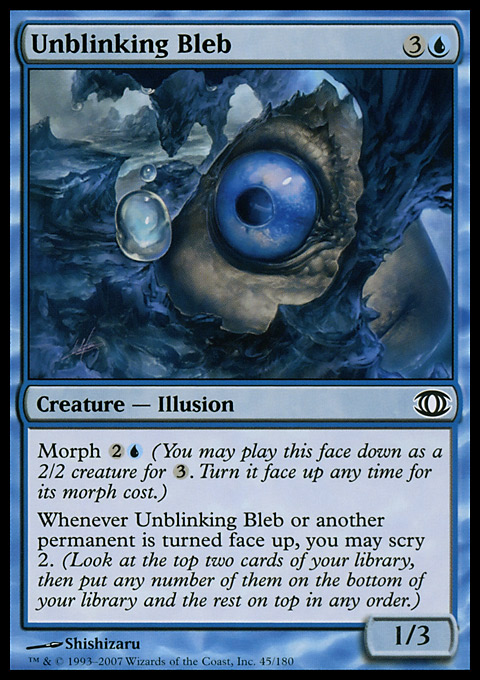 Unblinking Bleb 3
Creature — Illusion
Morph 2 (You may play this face down as a
2/2 creature for 3. Turn it face up any time for
its morph cost.)
Whenever Unblinking Bleb or another
permanent is turned face up, you may scry
2. (Look at the top two cards of your library,
then put any number of them on the bottom of
your library and the rest on top in any order.)
Shishizaru
1/3
™ & © 1993–2007 Wizards of the Coast, Inc. 45/180